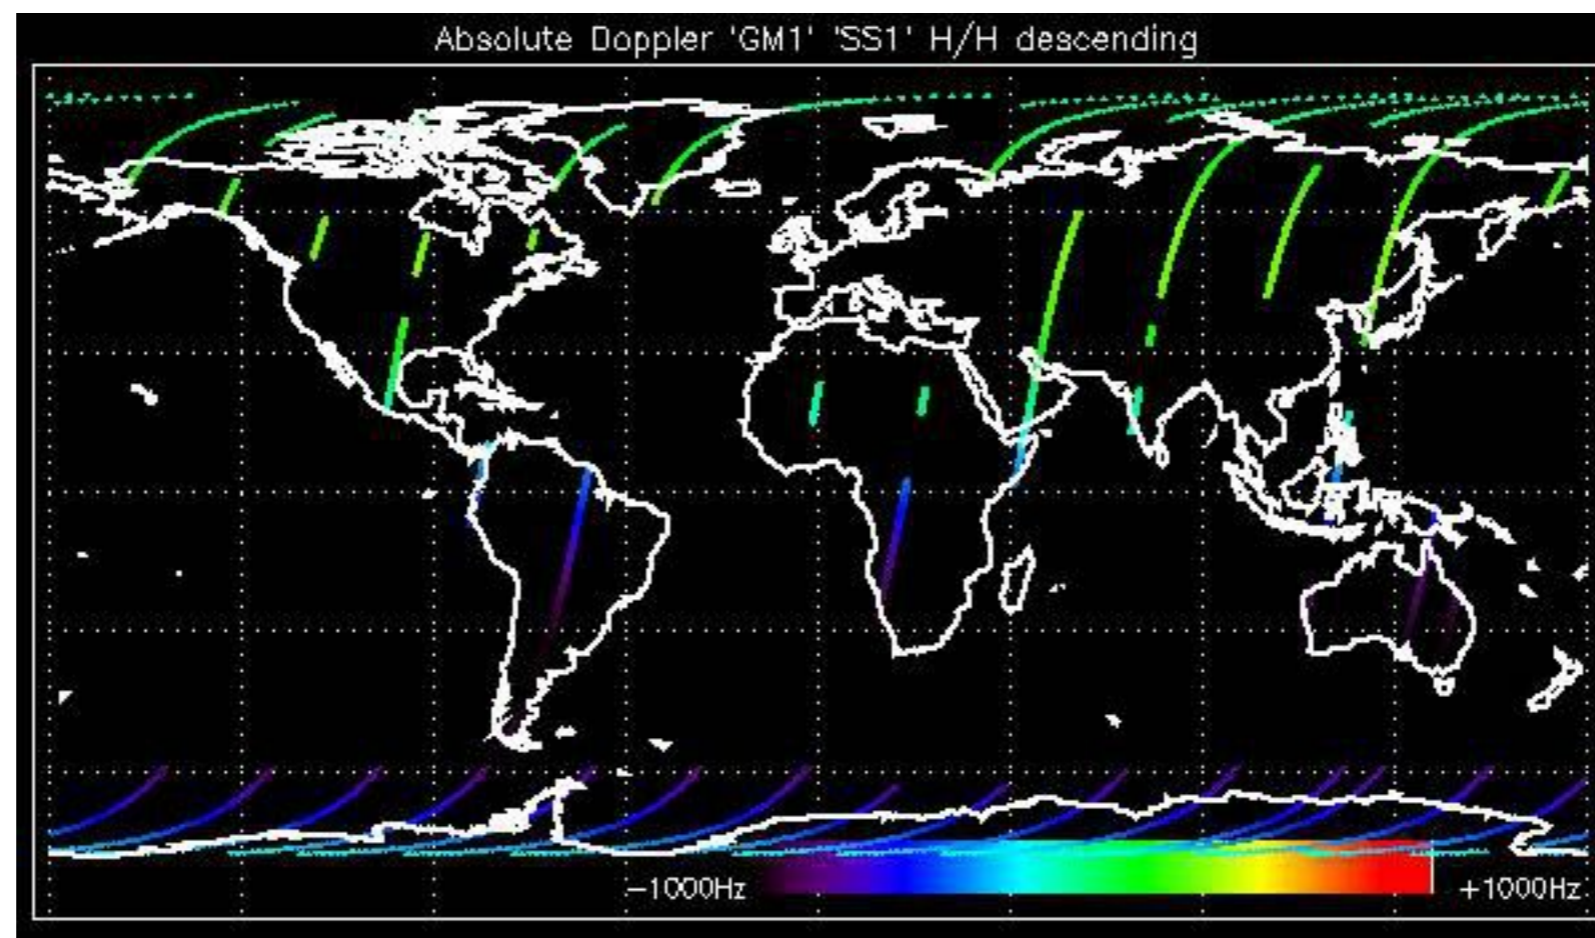 Absolute Doppler 'GM1' 'SS1' H/H descending
−1000Hz
+1000Hz